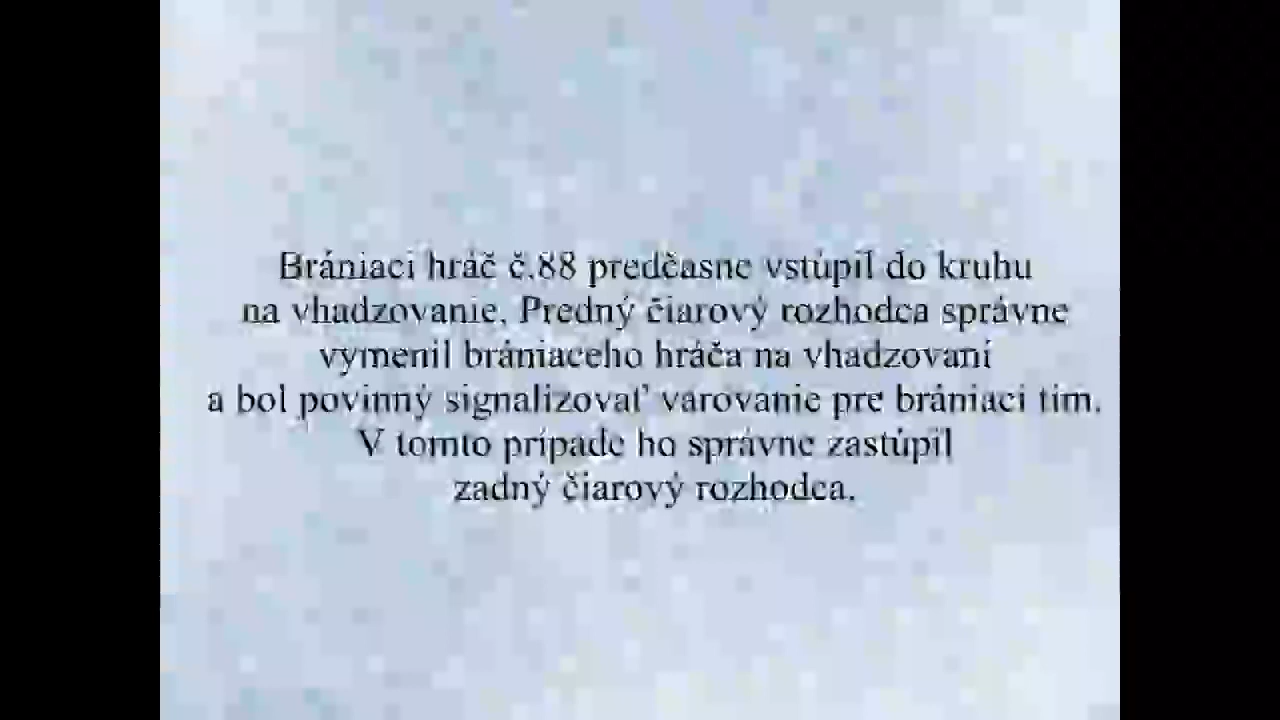 Brániaci hráč č.88 predčasne vstúpil do kruhu
na vhadzovanie. Predný čiarový rozhodca správne
vymenil brániaceho hráča na vhadzovaní
a bol povinný signalizovať varovanie pre brániaci tím.
V tomto prípade ho správne zastúpil
zadný čiarový rozhodca.